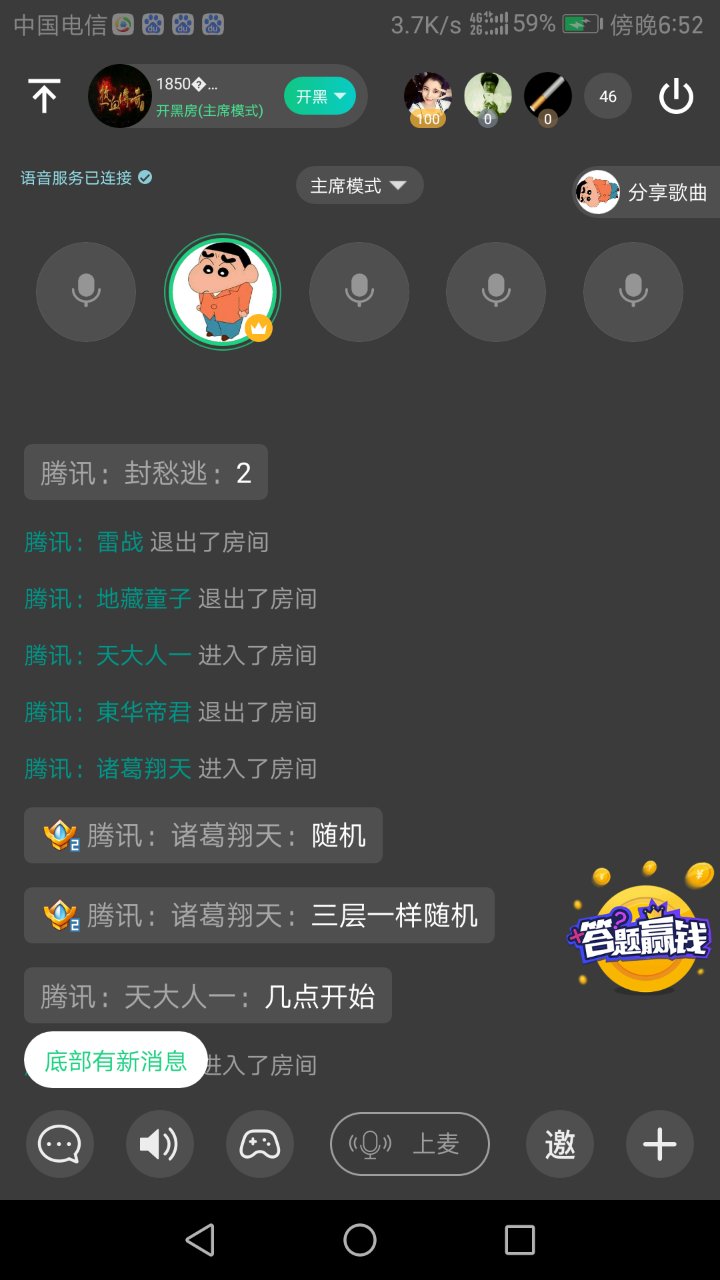 中国电信 3.7K/s 4G 2G 59% 傍晚6:52
1850�... 开黑 46
开黑房(主席模式) 100 0 0
语音服务已连接 主席模式 分享歌曲
腾讯：封愁逃：2
腾讯：雷战 退出了房间
腾讯：地藏童子 退出了房间
腾讯：天大人一 进入了房间
腾讯：東华帝君 退出了房间
腾讯：诸葛翔天 进入了房间
2 腾讯：诸葛翔天：随机
2 腾讯：诸葛翔天：三层一样随机
答题赢钱
腾讯：天大人一：几点开始
底部有新消息 进入了房间
上麦 邀